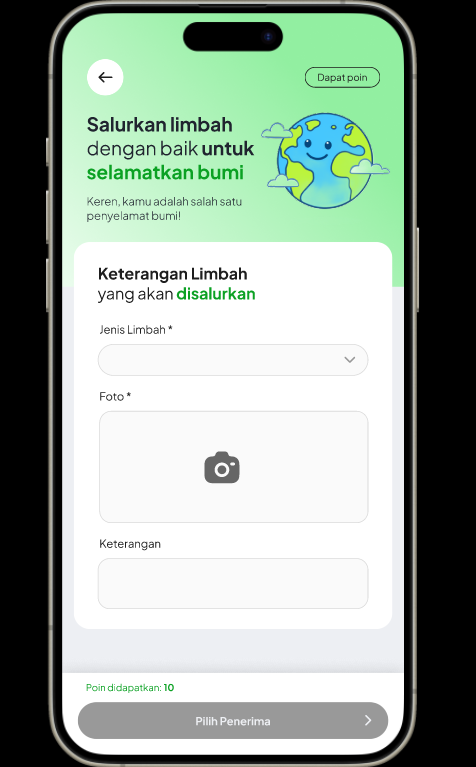 Dapat poin
Salurkan limbah
dengan baik untuk
selamatkan bumi
Keren, kamu adalah salah satu
penyelamat bumi!
Keterangan Limbah
yang akan disalurkan
Jenis Limbah *
Foto *
Keterangan
Poin didapatkan: 10
Pilih Penerima